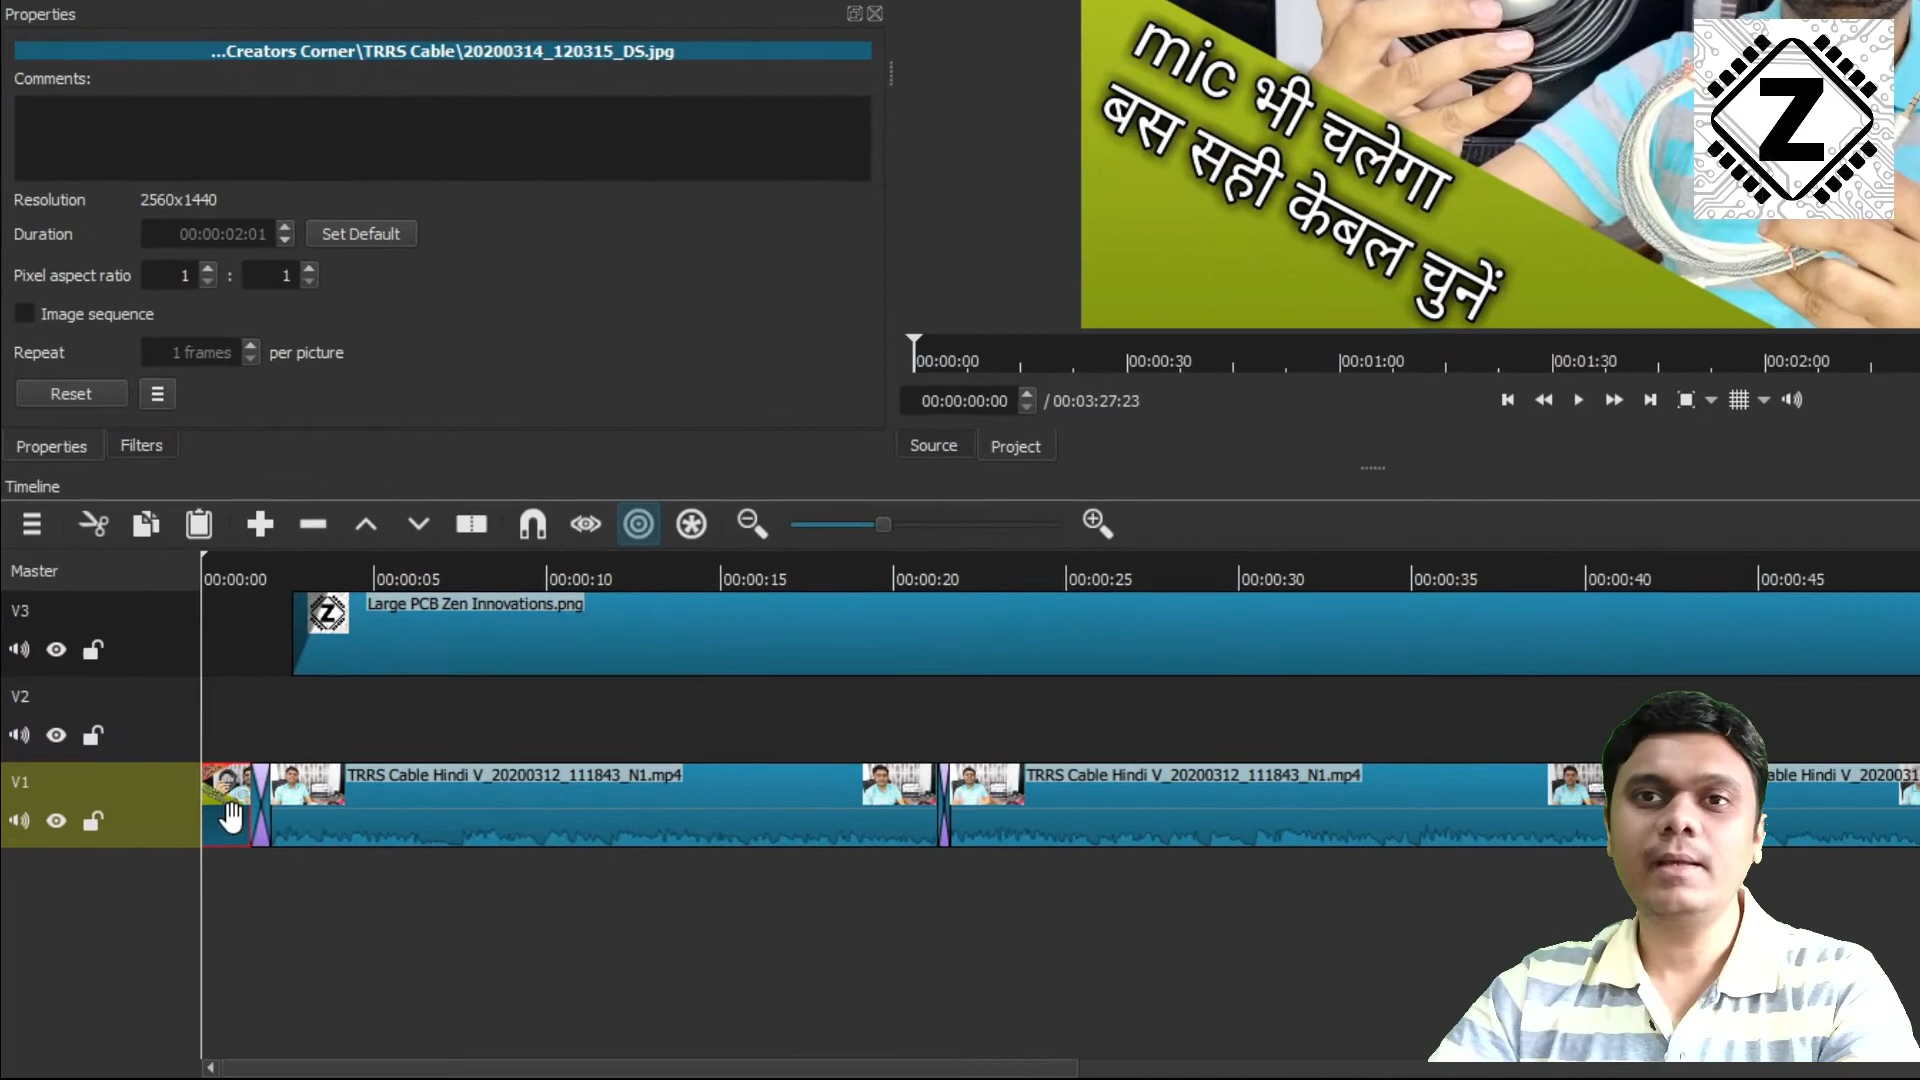 Properties
...Creators Corner\TRRS Cable\20200314_120315_DS.jpg
Comments:
Resolution 2560x1440
Duration 00:00:02:01 Set Default
Pixel aspect ratio 1 : 1
Image sequence
Repeat 1 frames per picture
Reset
Properties Filters
mic भी चलेगा
बस सही केबल चुनें
Z
00:00:00 00:00:30 00:01:00 00:01:30 00:02:00
00:00:00:00 / 00:03:27:23
Source Project
Timeline
Master
00:00:00 00:00:05 00:00:10 00:00:15 00:00:20 00:00:25 00:00:30 00:00:35 00:00:40 00:00:45
V3
Z Large PCB Zen Innovations.png
V2
V1
TRRS Cable Hindi V_20200312_111843_N1.mp4 TRRS Cable Hindi V_20200312_111843_N1.mp4 able Hindi V_2020031